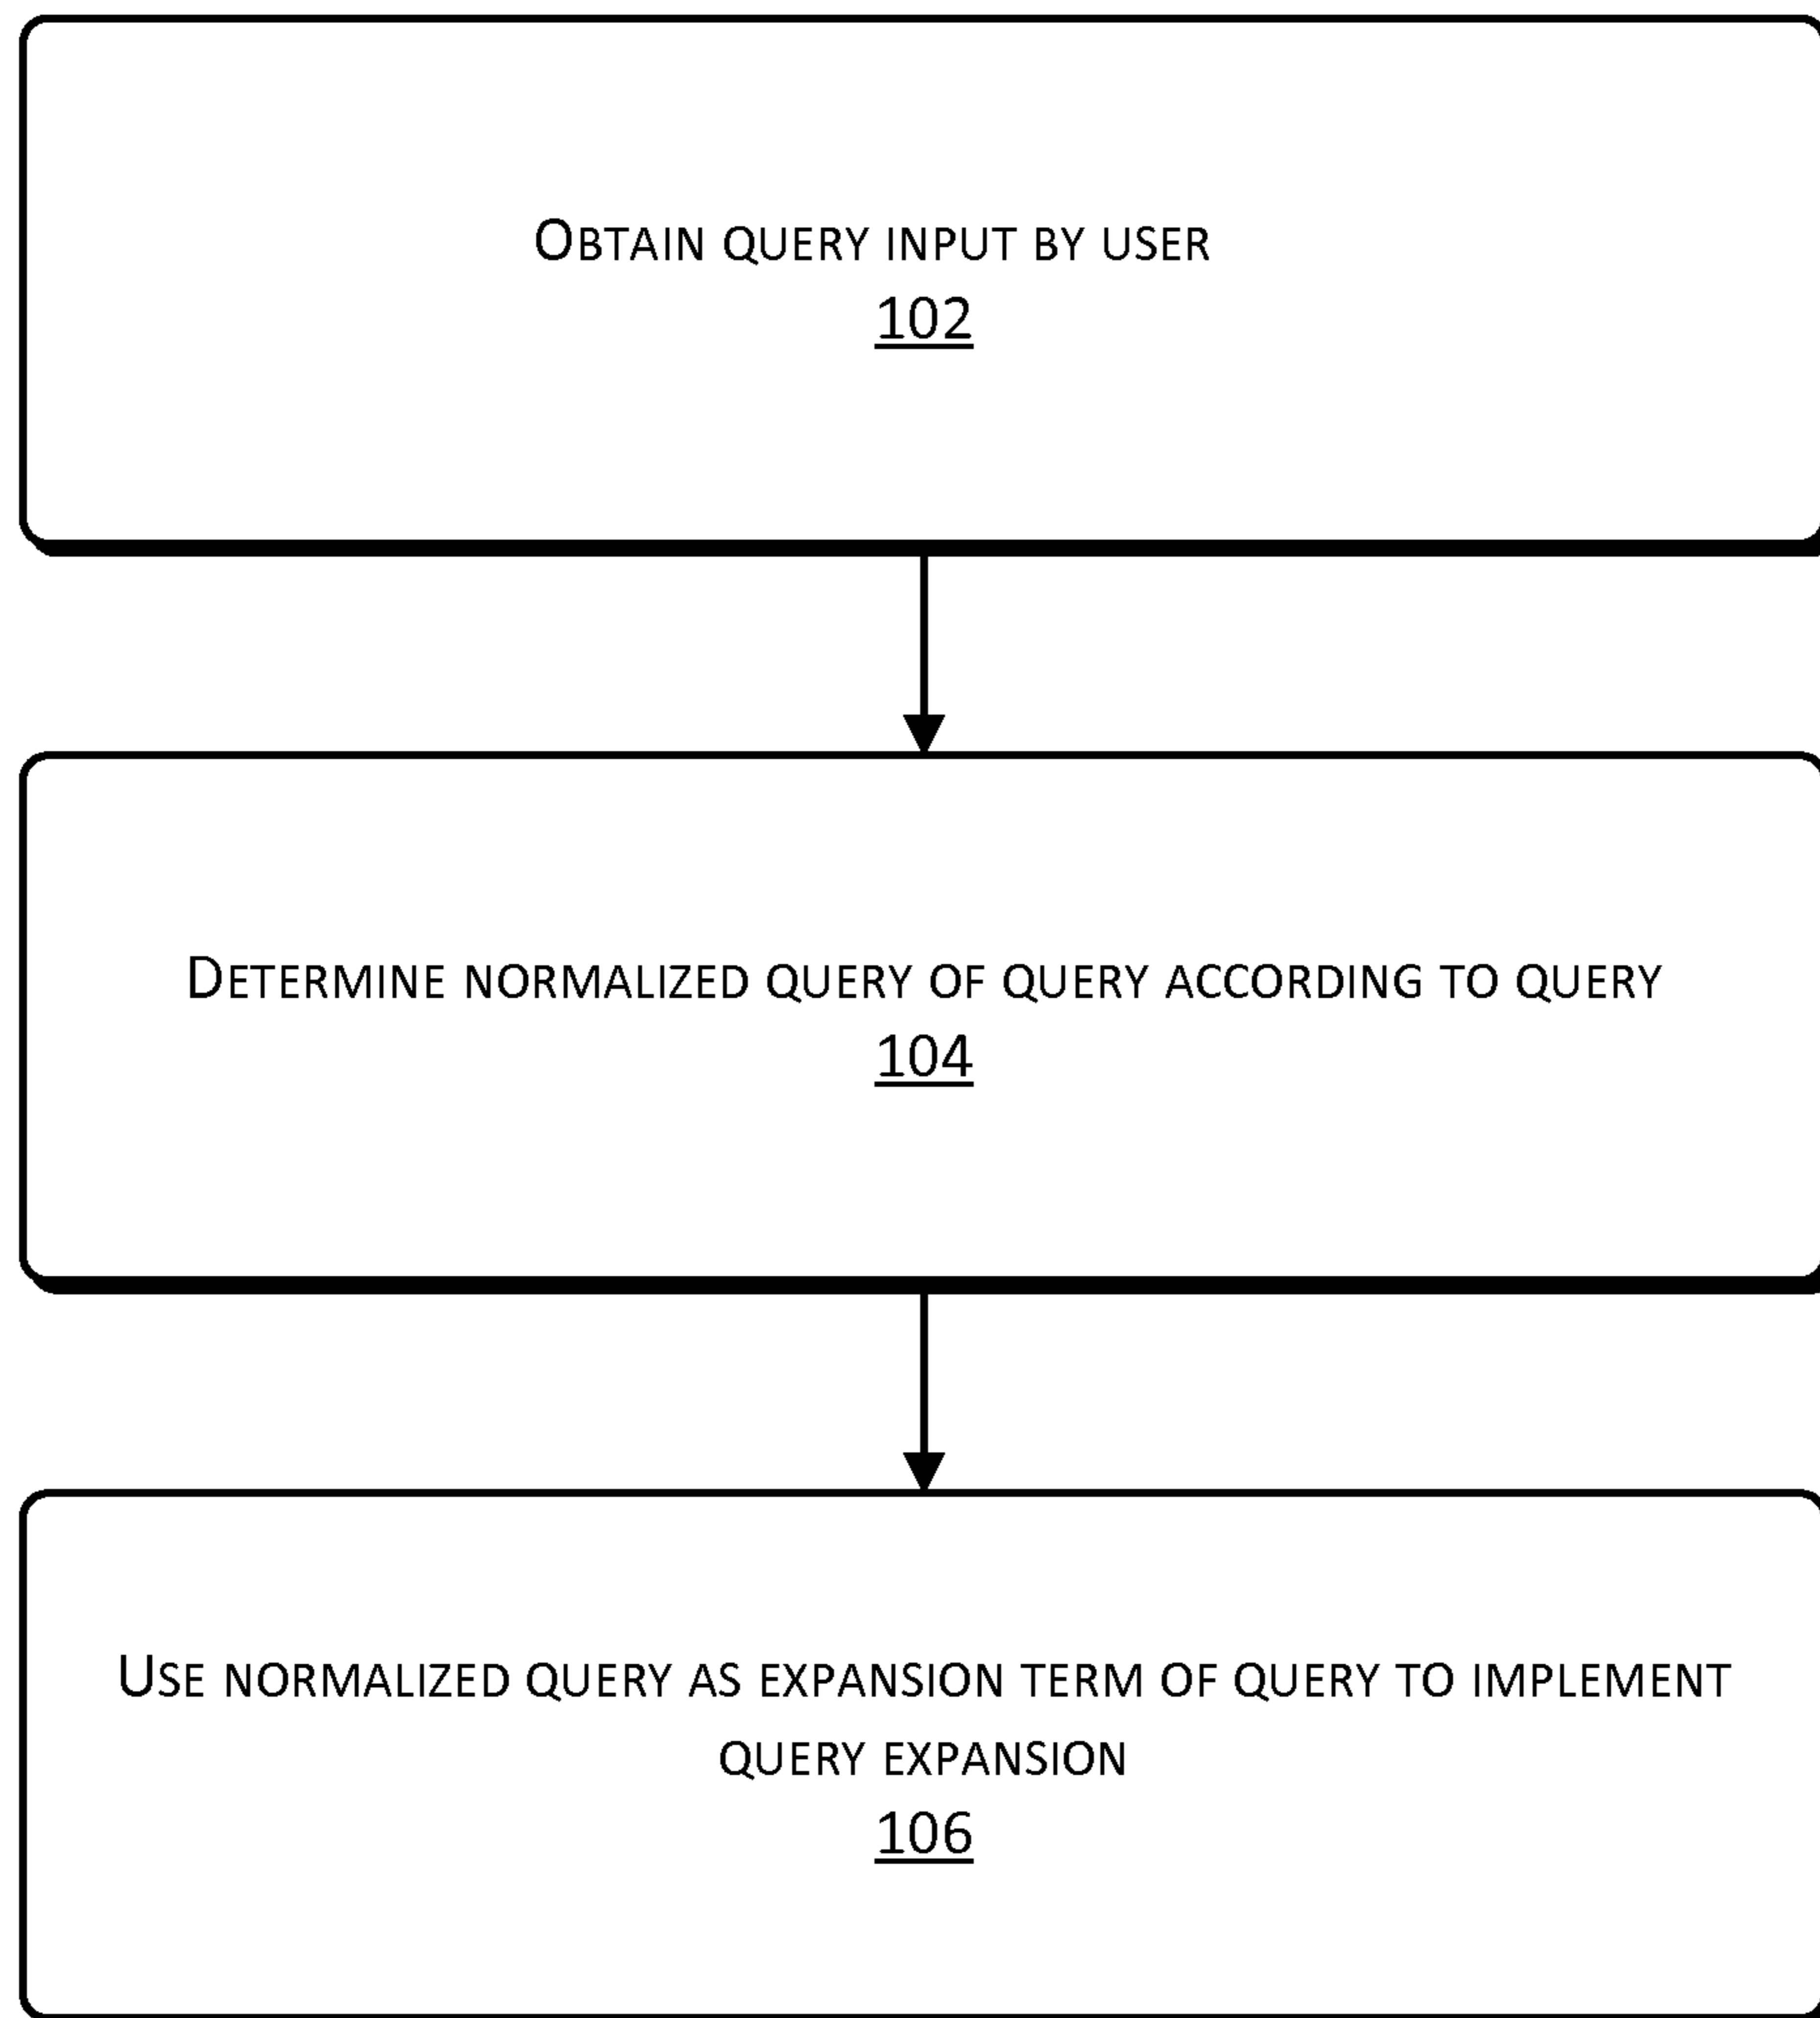 Obtain query input by user
102
Determine normalized query of query according to query
104
Use normalized query as expansion term of query to implement
query expansion
106